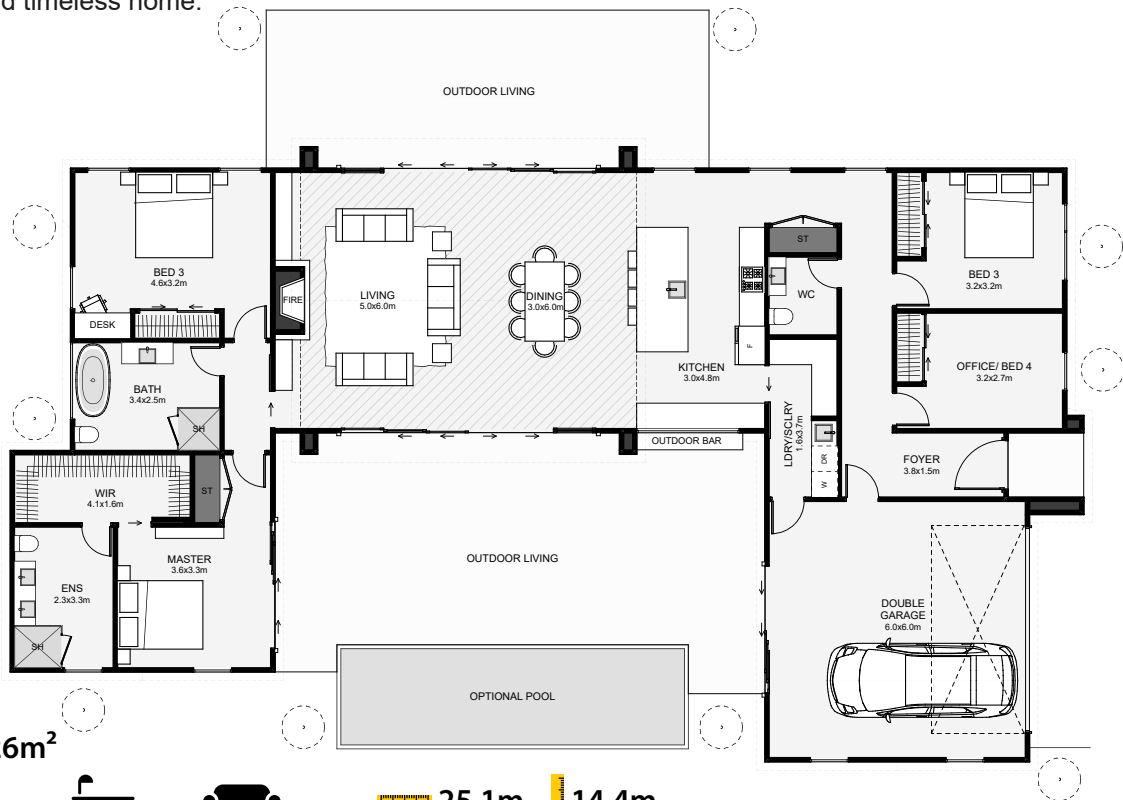 d timeless home.
OUTDOOR LIVING
BED 3
4.6x3.2m
DESK
FIRE
LIVING
5.0x6.0m
DINING
3.0x6.0m
KITCHEN
3.0x4.8m
F
ST
WC
BED 3
3.2x3.2m
OFFICE/ BED 4
3.2x2.7m
BATH
3.4x2.5m
SH
OUTDOOR BAR
LDRY/SCLRY
1.6x3.7m
DR
W
FOYER
3.8x1.5m
WIR
4.1x1.6m
ST
MASTER
3.6x3.3m
ENS
2.3x3.3m
SH
OUTDOOR LIVING
DOUBLE
GARAGE
6.0x6.0m
OPTIONAL POOL
6m²
25.1m
14.4m